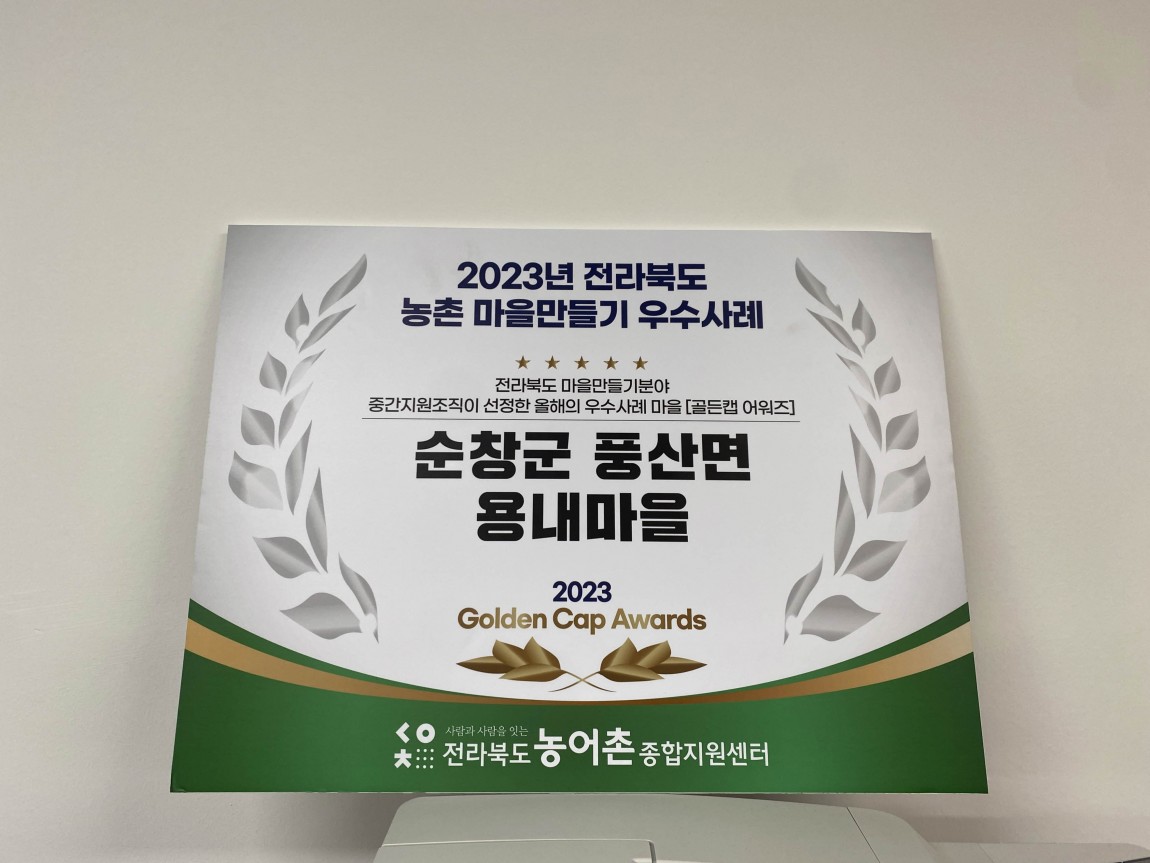 2023년 전라북도
농촌 마을만들기 우수사례
전라북도 마을만들기분야
중간지원조직이 선정한 올해의 우수사례 마을 [골든캡 어워즈]
순창군 풍산면
용내마을
2023
Golden Cap Awards
사람과 사람을 잇는
전라북도 농어촌 종합지원센터